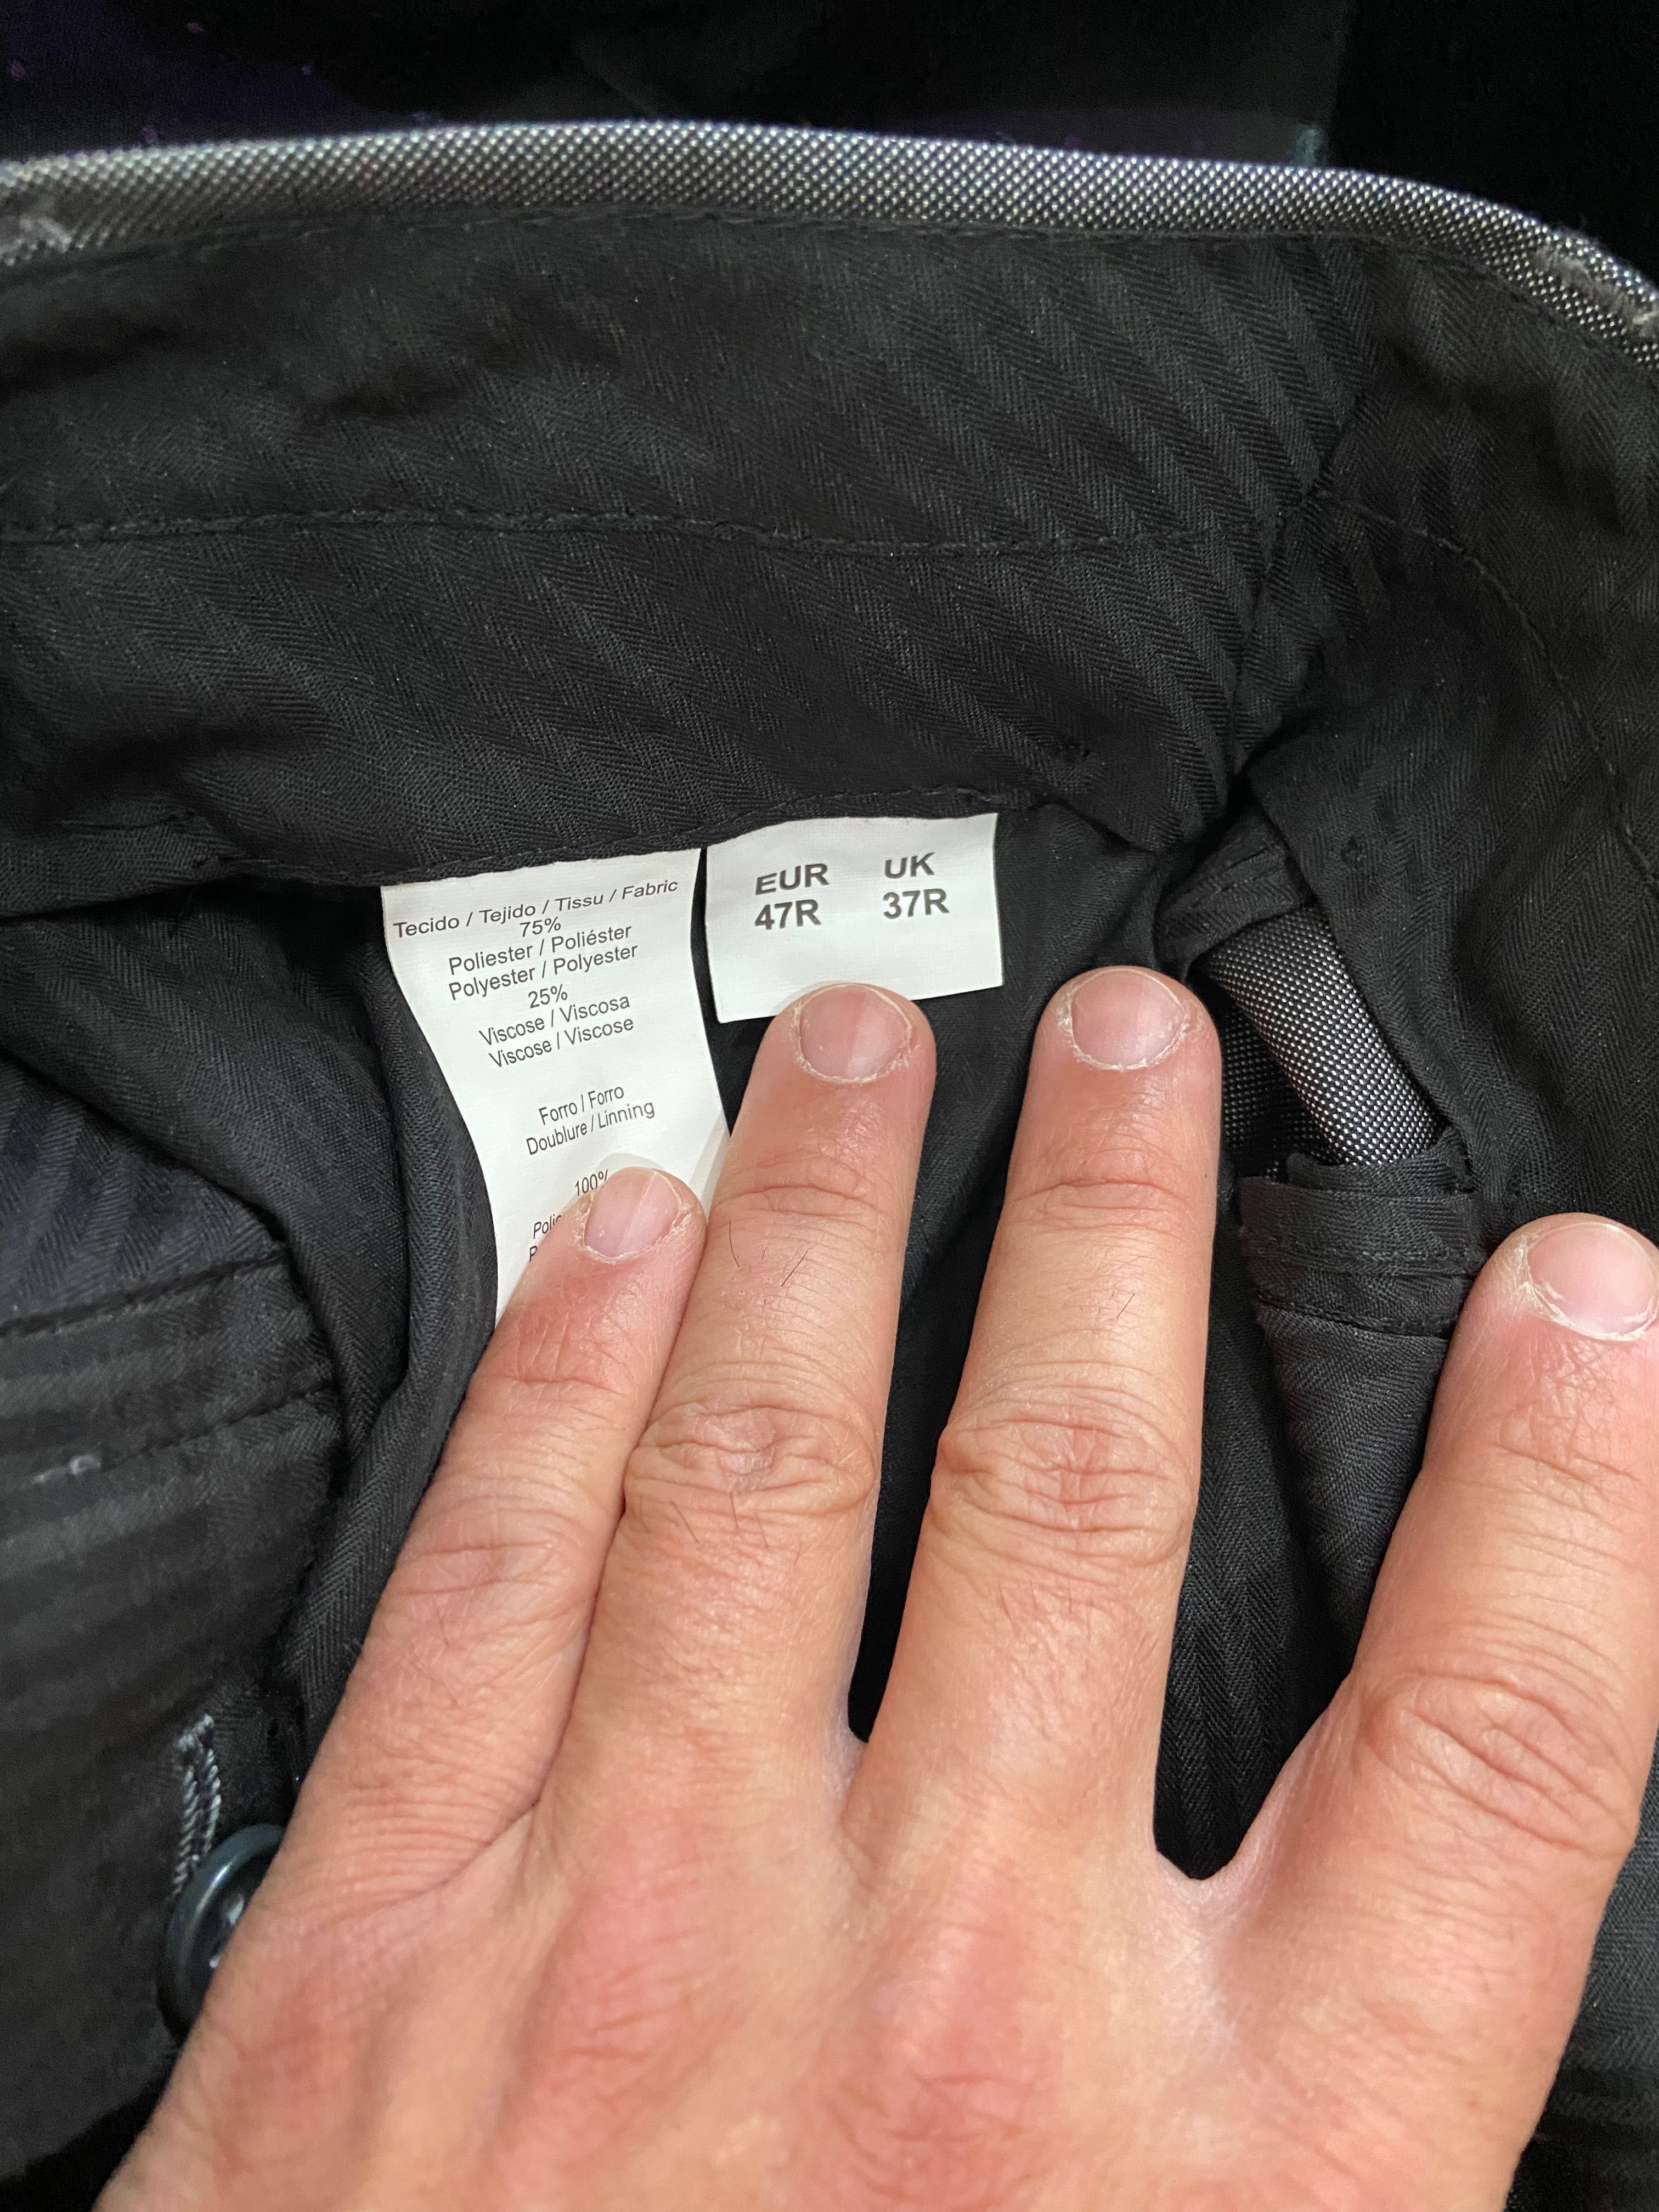 Tecido / Tejido / Tissu / Fabric
75%
Poliester / Poliéster
Polyester / Polyester
25%
Viscose / Viscosa
Viscose / Viscose
Forro / Forro
Doublure / Linning
100%
EUR UK
47R 37R